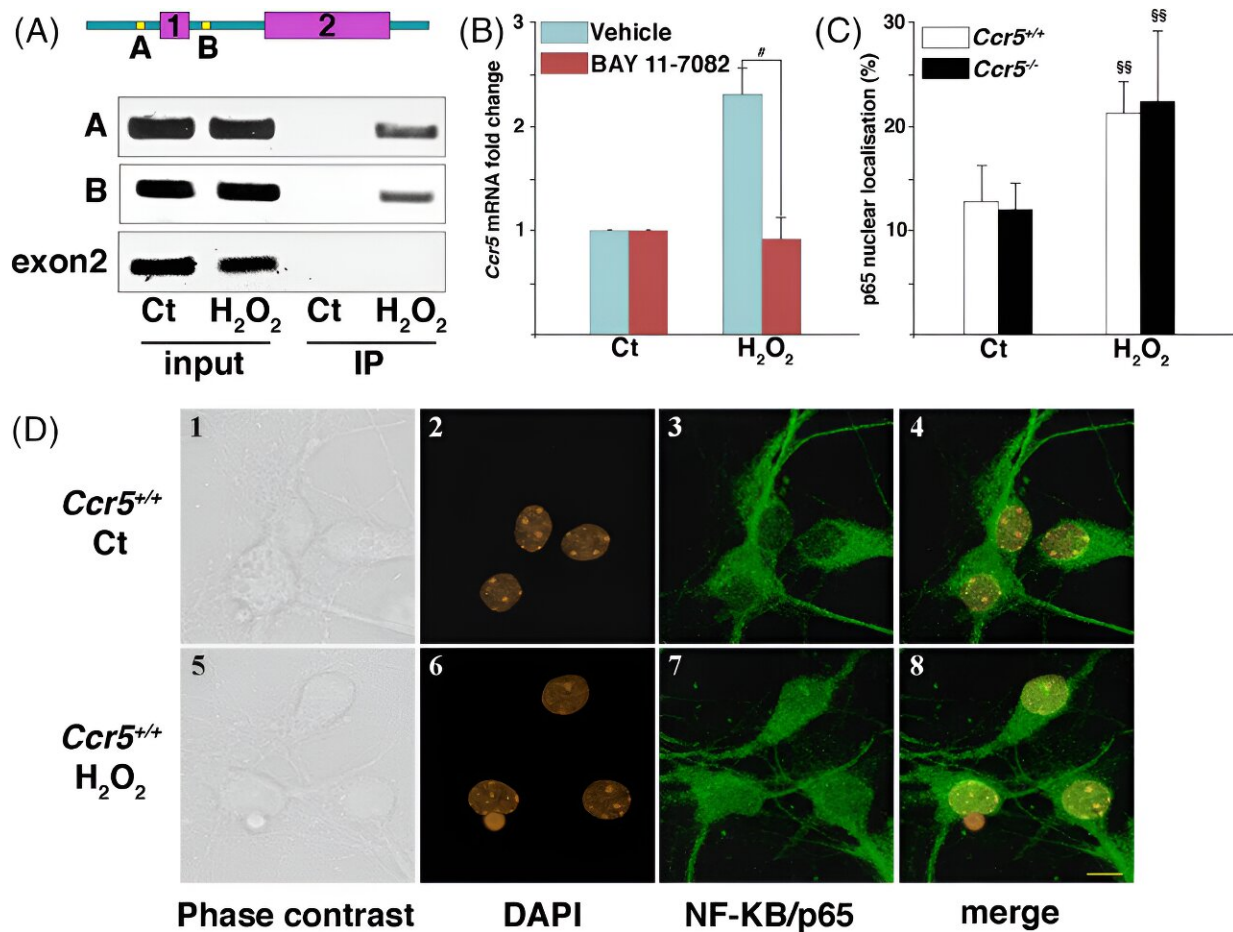 (A)
1
2
A
B
A
B
exon2
Ct
H₂O₂
Ct
H₂O₂
input
IP
(B)
Vehicle
BAY 11-7082
#
Ccr5 mRNA fold change
3
2
1
Ct
H₂O₂
(C)
Ccr5+/+
Ccr5-/-
§§
§§
p65 nuclear localisation (%)
30
20
10
0
Ct
H₂O₂
(D)
Ccr5+/+
Ct
1
2
3
4
Ccr5+/+
H₂O₂
5
6
7
8
Phase contrast
DAPI
NF-KB/p65
merge